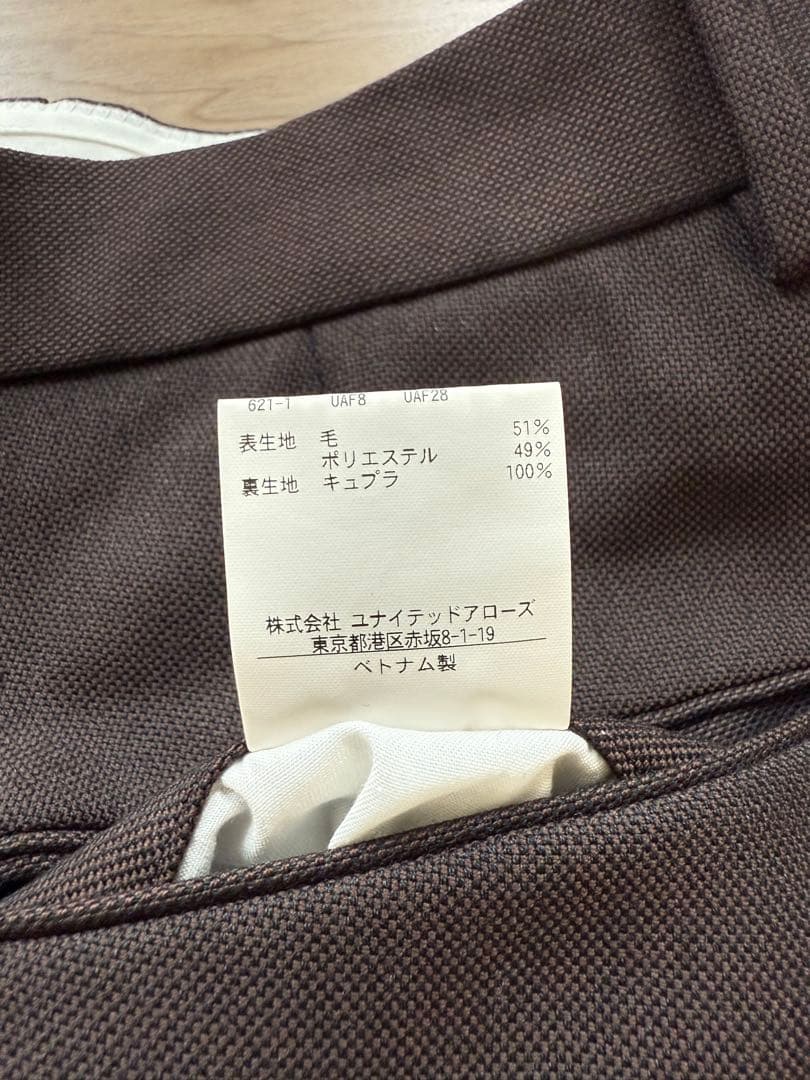 621-1 UAF8 UAF28
表生地 毛 51%
ポリエステル 49%
裏生地 キュプラ 100%
株式会社 ユナイテッドアローズ
東京都港区赤坂8-1-19
ベトナム製